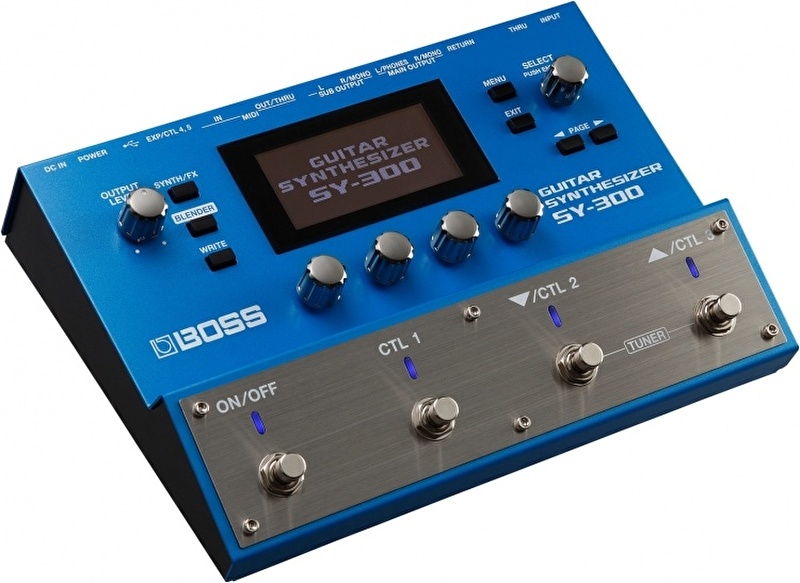 DC IN
POWER
EXP/CTL 4, 5
IN
MIDI
OUT/THRU
L
R/MONO
SUB OUTPUT
L/PHONES
R/MONO
MAIN OUTPUT
RETURN
THRU
INPUT
OUTPUT
LEVEL
SYNTH/FX
BLENDER
WRITE
GUITAR
SYNTHESIZER
SY-300
MENU
EXIT
SELECT
PAGE
GUITAR
SYNTHESIZER
SY-300
BOSS
ON/OFF
CTL 1
▼/CTL 2
▲/CTL 3
TUNER